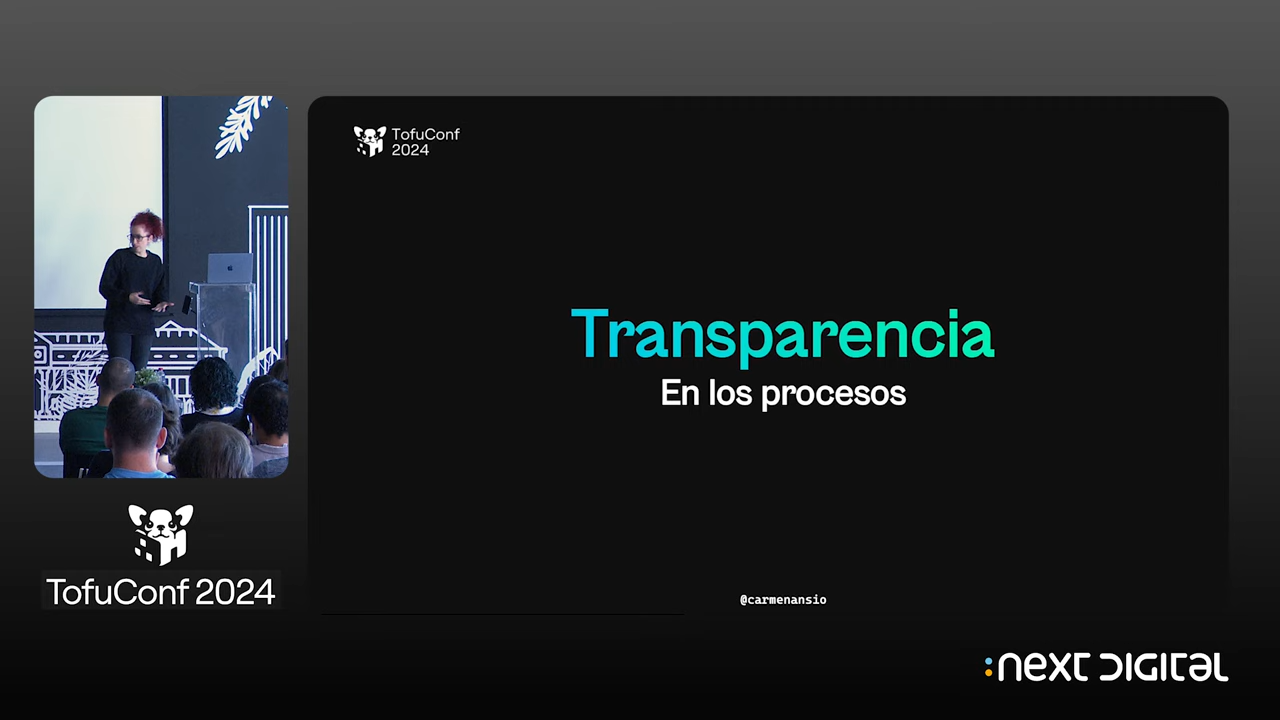 TofuConf
2024
Transparencia
En los procesos
@carmenansio
TofuConf 2024
:next DIGITAL